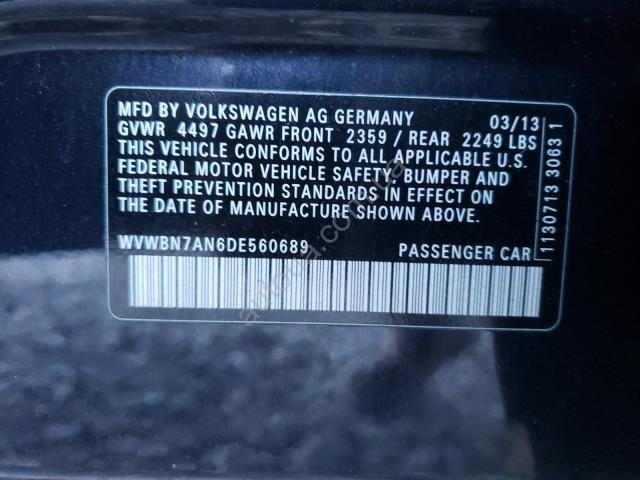 MFD BY VOLKSWAGEN AG GERMANY 03/13
GVWR 4497 GAWR FRONT 2359 / REAR 2249 LBS
THIS VEHICLE CONFORMS TO ALL APPLICABLE U.S.
FEDERAL MOTOR VEHICLE SAFETY, BUMPER AND
THEFT PREVENTION STANDARDS IN EFFECT ON
THE DATE OF MANUFACTURE SHOWN ABOVE.
WVWBN7AN6DE560689 PASSENGER CAR
1130713 3063 1